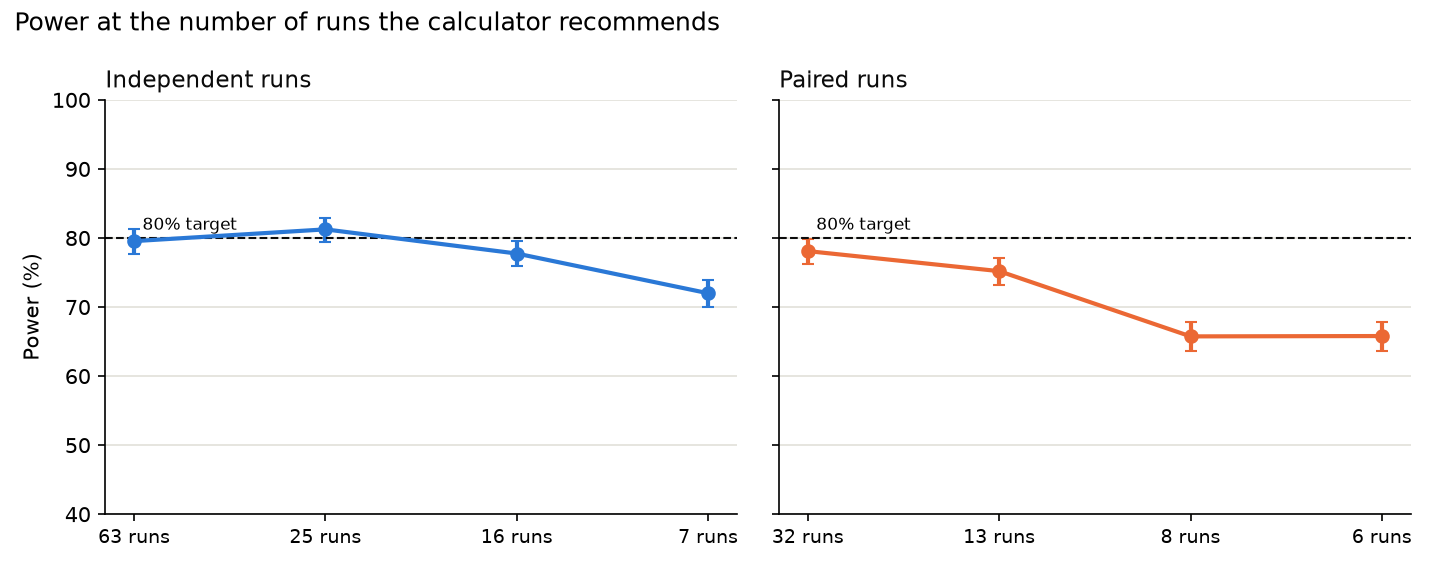 Power at the number of runs the calculator recommends
Independent runs
Paired runs
Power (%)
100
90
80
70
60
50
40
80% target
80% target
63 runs
25 runs
16 runs
7 runs
32 runs
13 runs
8 runs
6 runs